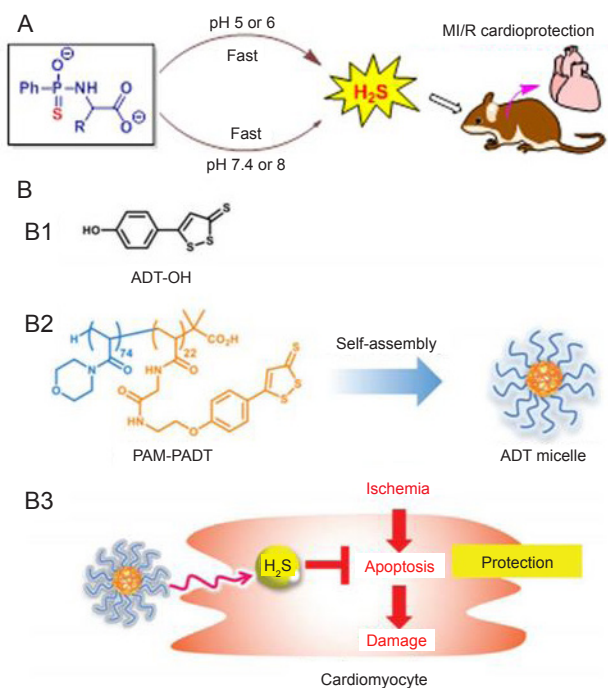 A
pH 5 or 6
Fast
MI/R cardioprotection
O⊖
Ph-P-NH
S
R
O
O⊖
H₂S
Fast
pH 7.4 or 8
B
B1
HO
S
S-S
ADT-OH
B2
H
74
22
CO₂H
N
O
O
HN
O
O
HN
O
S
S-S
PAM-PADT
Self-assembly
ADT micelle
B3
Ischemia
H₂S
Apoptosis
Protection
Damage
Cardiomyocyte